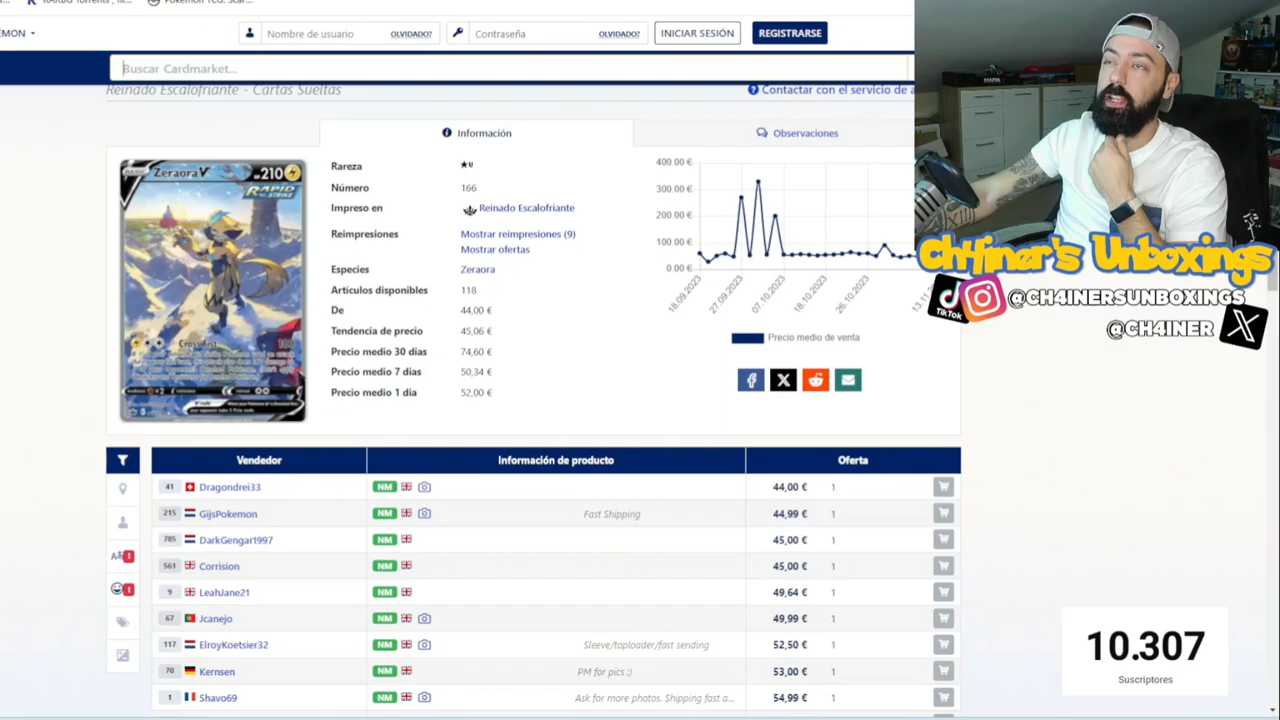 Nombre de usuario
OLVIDADO?
Contraseña
OLVIDADO?
INICIAR SESIÓN
REGISTRARSE
Buscar Cardmarket...
Reinado Escalofriante - Cartas Sueltas
Contactar con el servicio de a
Información
Observaciones
Zeraora V
210
RAPID STRIKE
Cross Fist
Rareza
Número
166
Impreso en
Reinado Escalofriante
Reimpresiones
Mostrar reimpresiones (9)
Mostrar ofertas
Especies
Zeraora
Artículos disponibles
118
De
44,00 €
Tendencia de precio
45,06 €
Precio medio 30 días
74,60 €
Precio medio 7 días
50,34 €
Precio medio 1 día
52,00 €
400.00 €
300.00 €
200.00 €
100.00 €
0.00 €
18.09.2023
27.09.2023
07.10.2023
18.10.2023
26.10.2023
Precio medio de venta
Ch4iner's Unboxings
TikTok
@CH4INERSUNBOXINGS
@CH4INER
Vendedor
Información de producto
Oferta
41 Dragondrei33 NM 44,00 € 1
215 GijsPokemon NM Fast Shipping 44,99 € 1
785 DarkGengar1997 NM 45,00 € 1
561 Corrision NM 45,00 € 1
9 LeahJane21 NM 49,64 € 1
67 Jcanejo NM 49,99 € 1
117 ElroyKoetsier32 NM Sleeve/toploader/fast sending 52,50 € 1
70 Kernsen NM PM for pics :) 53,00 € 1
1 Shavo69 NM Ask for more photos. Shipping fast a... 54,99 € 1
10.307
Suscriptores